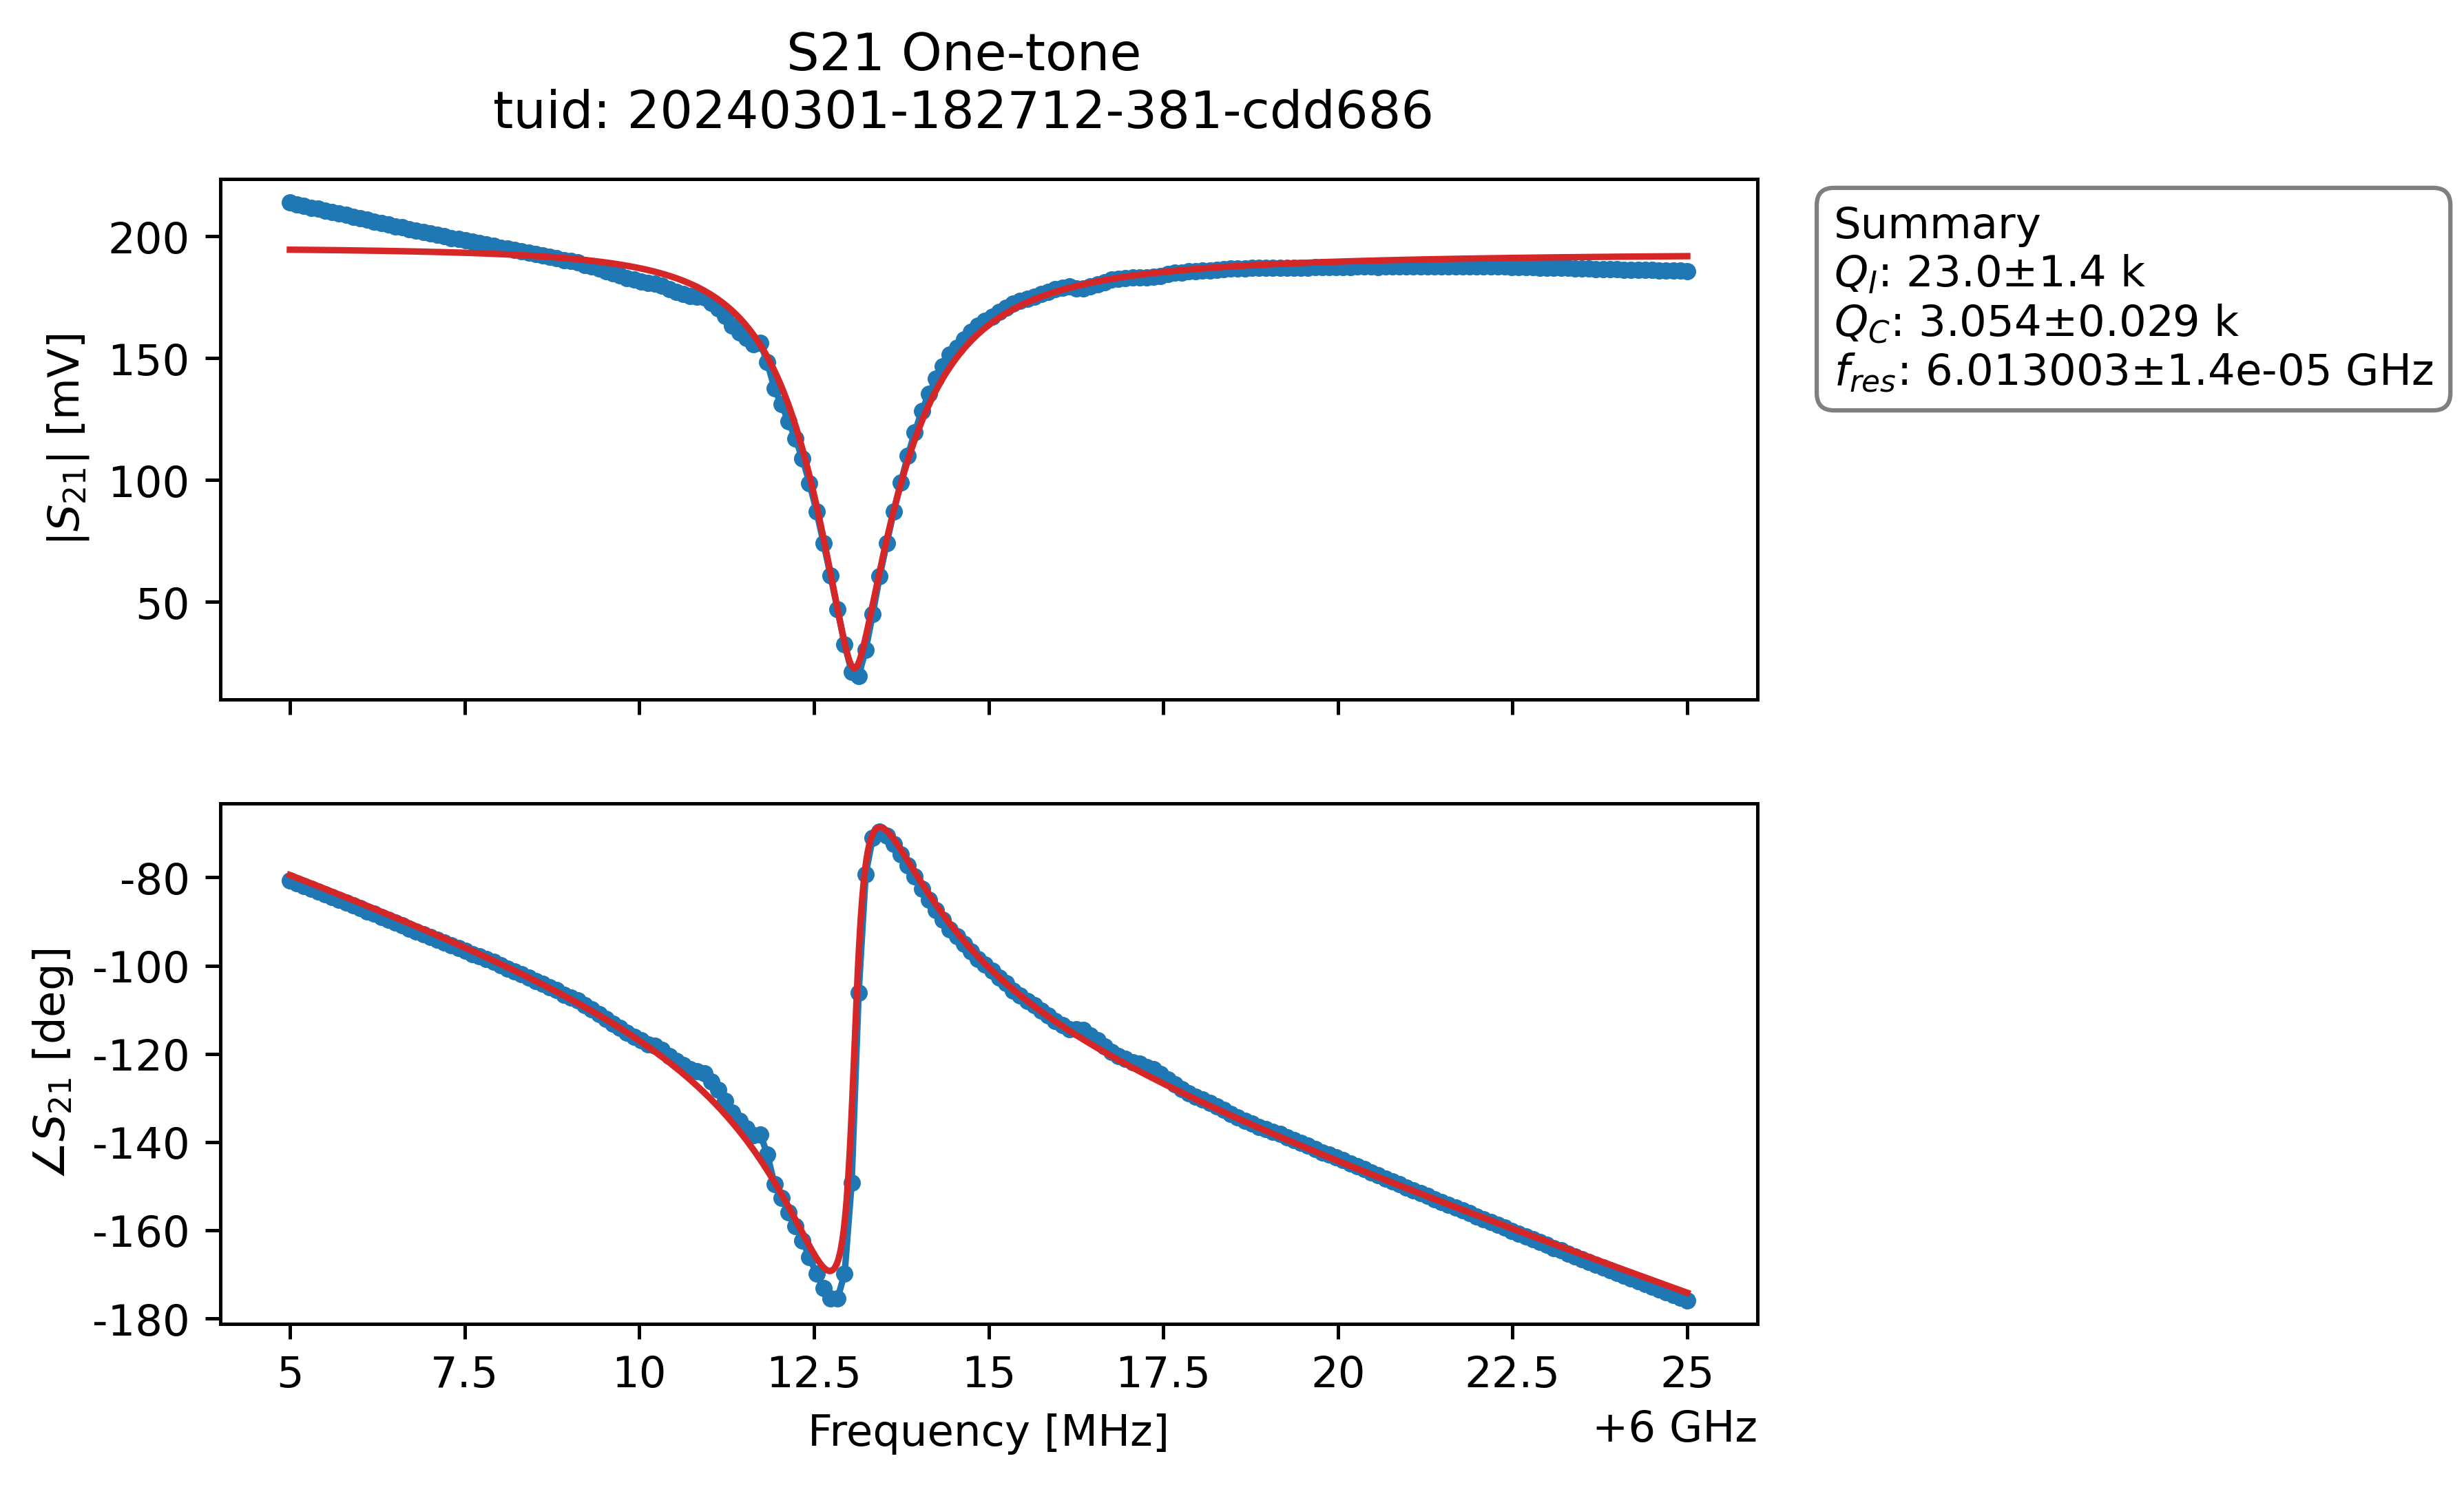 S21 One-tone
tuid: 20240301-182712-381-cdd686
|S21| [mV]
200
150
100
50
Summary
QI: 23.0±1.4 k
QC: 3.054±0.029 k
fres: 6.013003±1.4e-05 GHz
∠S21 [deg]
-80
-100
-120
-140
-160
-180
5 7.5 10 12.5 15 17.5 20 22.5 25
Frequency [MHz]
+6 GHz